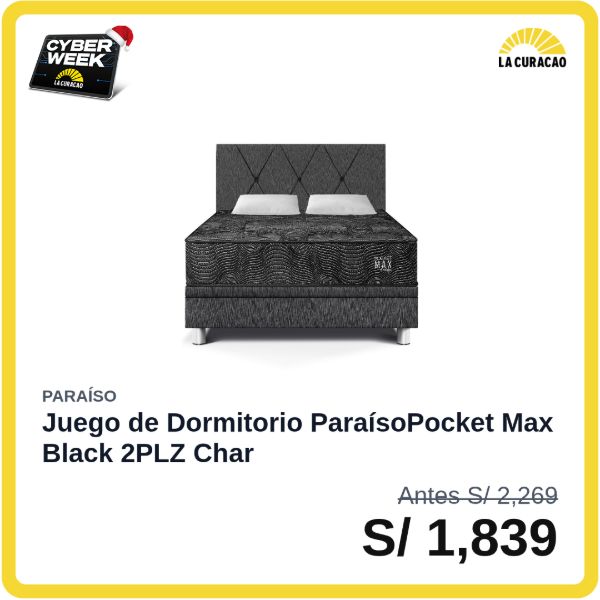 CYBER
WEEK
LA CURACAO
LA CURACAO
MAX
PARAÍSO
Juego de Dormitorio ParaísoPocket Max
Black 2PLZ Char
Antes S/ 2,269
S/ 1,839